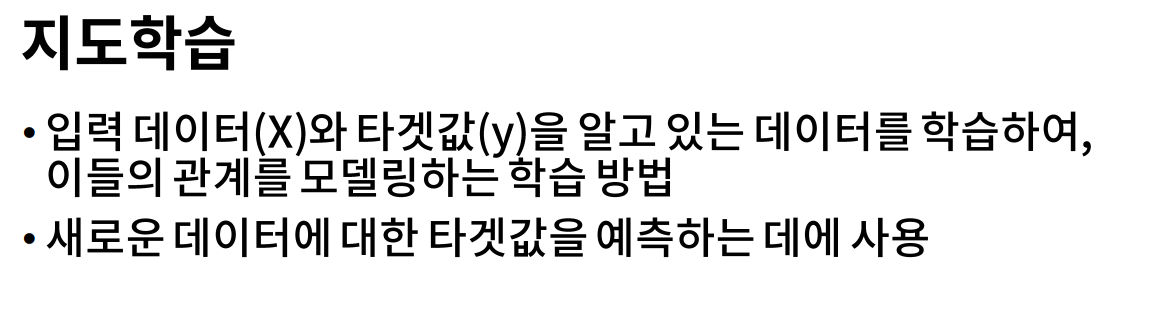 지도학습
• 입력 데이터(X)와 타겟값(y)을 알고 있는 데이터를 학습하여,
이들의 관계를 모델링하는 학습 방법
• 새로운 데이터에 대한 타겟값을 예측하는 데에 사용